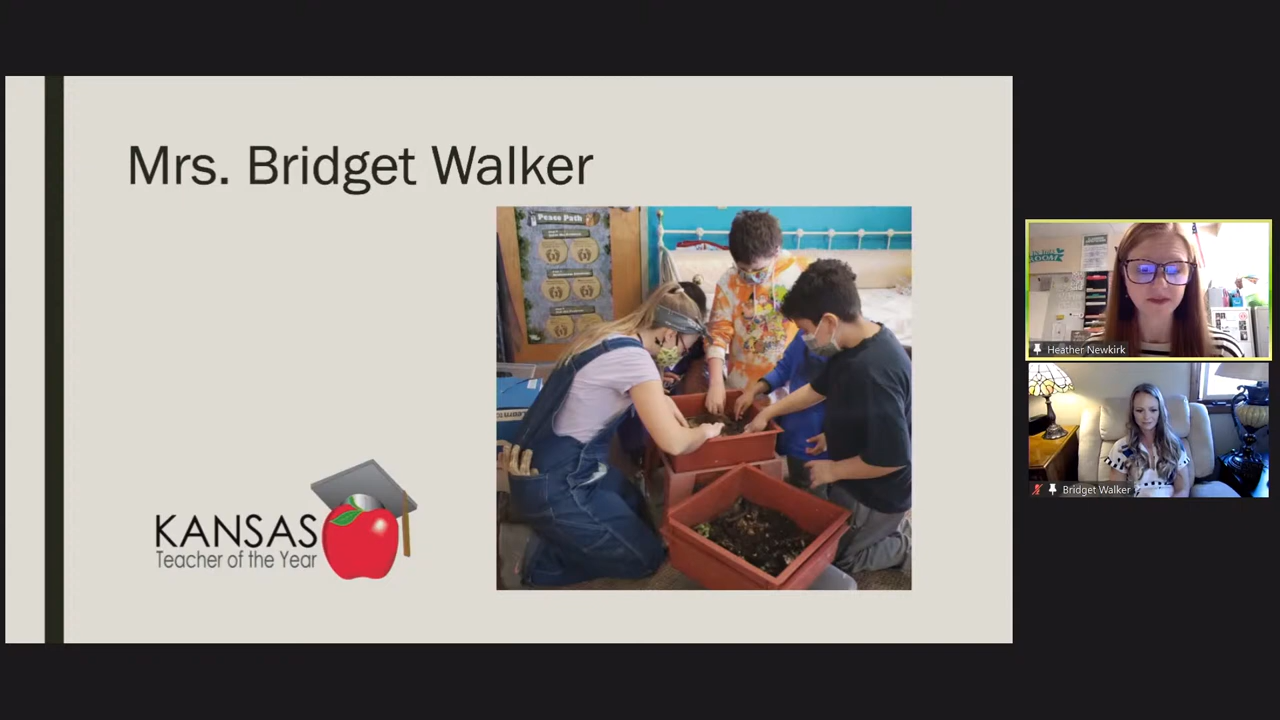 Mrs. Bridget Walker
Peace Path
KANSAS
Teacher of the Year
Heather Newkirk
Bridget Walker